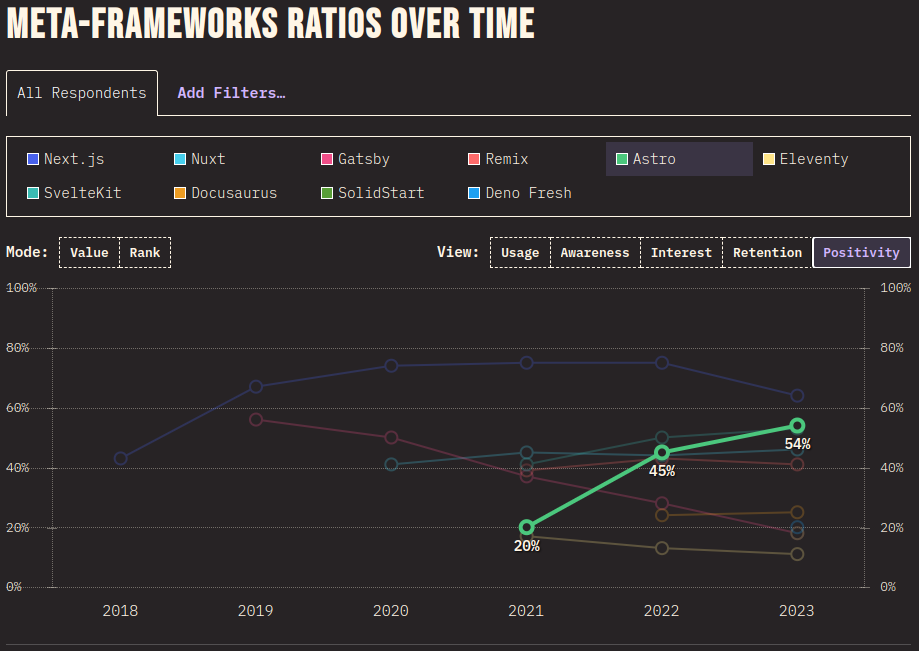 META-FRAMEWORKS RATIOS OVER TIME
All Respondents Add Filters…
Next.js Nuxt Gatsby Remix Astro Eleventy
SvelteKit Docusaurus SolidStart Deno Fresh
Mode: Value Rank View: Usage Awareness Interest Retention Positivity
100% 100%
80% 80%
60% 60%
54%
45%
40% 40%
20% 20%
20%
0% 0%
2018 2019 2020 2021 2022 2023